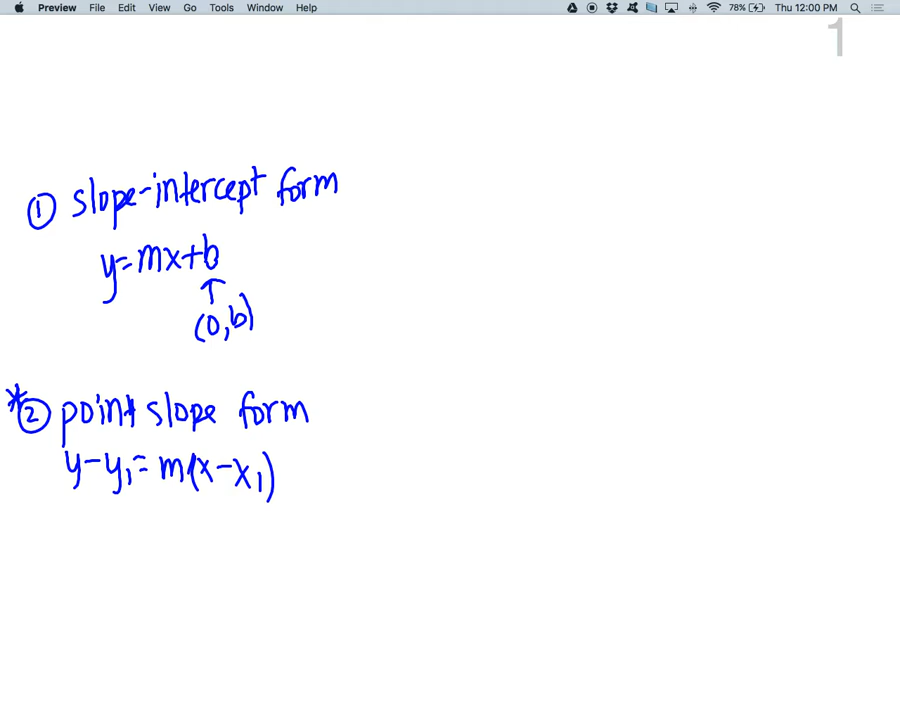 Preview File Edit View Go Tools Window Help 78% Thu 12:00 PM
1
① slope-intercept form
y=mx+b
↑
(0,b)
*② point slope form
y-y₁=m(x-x₁)